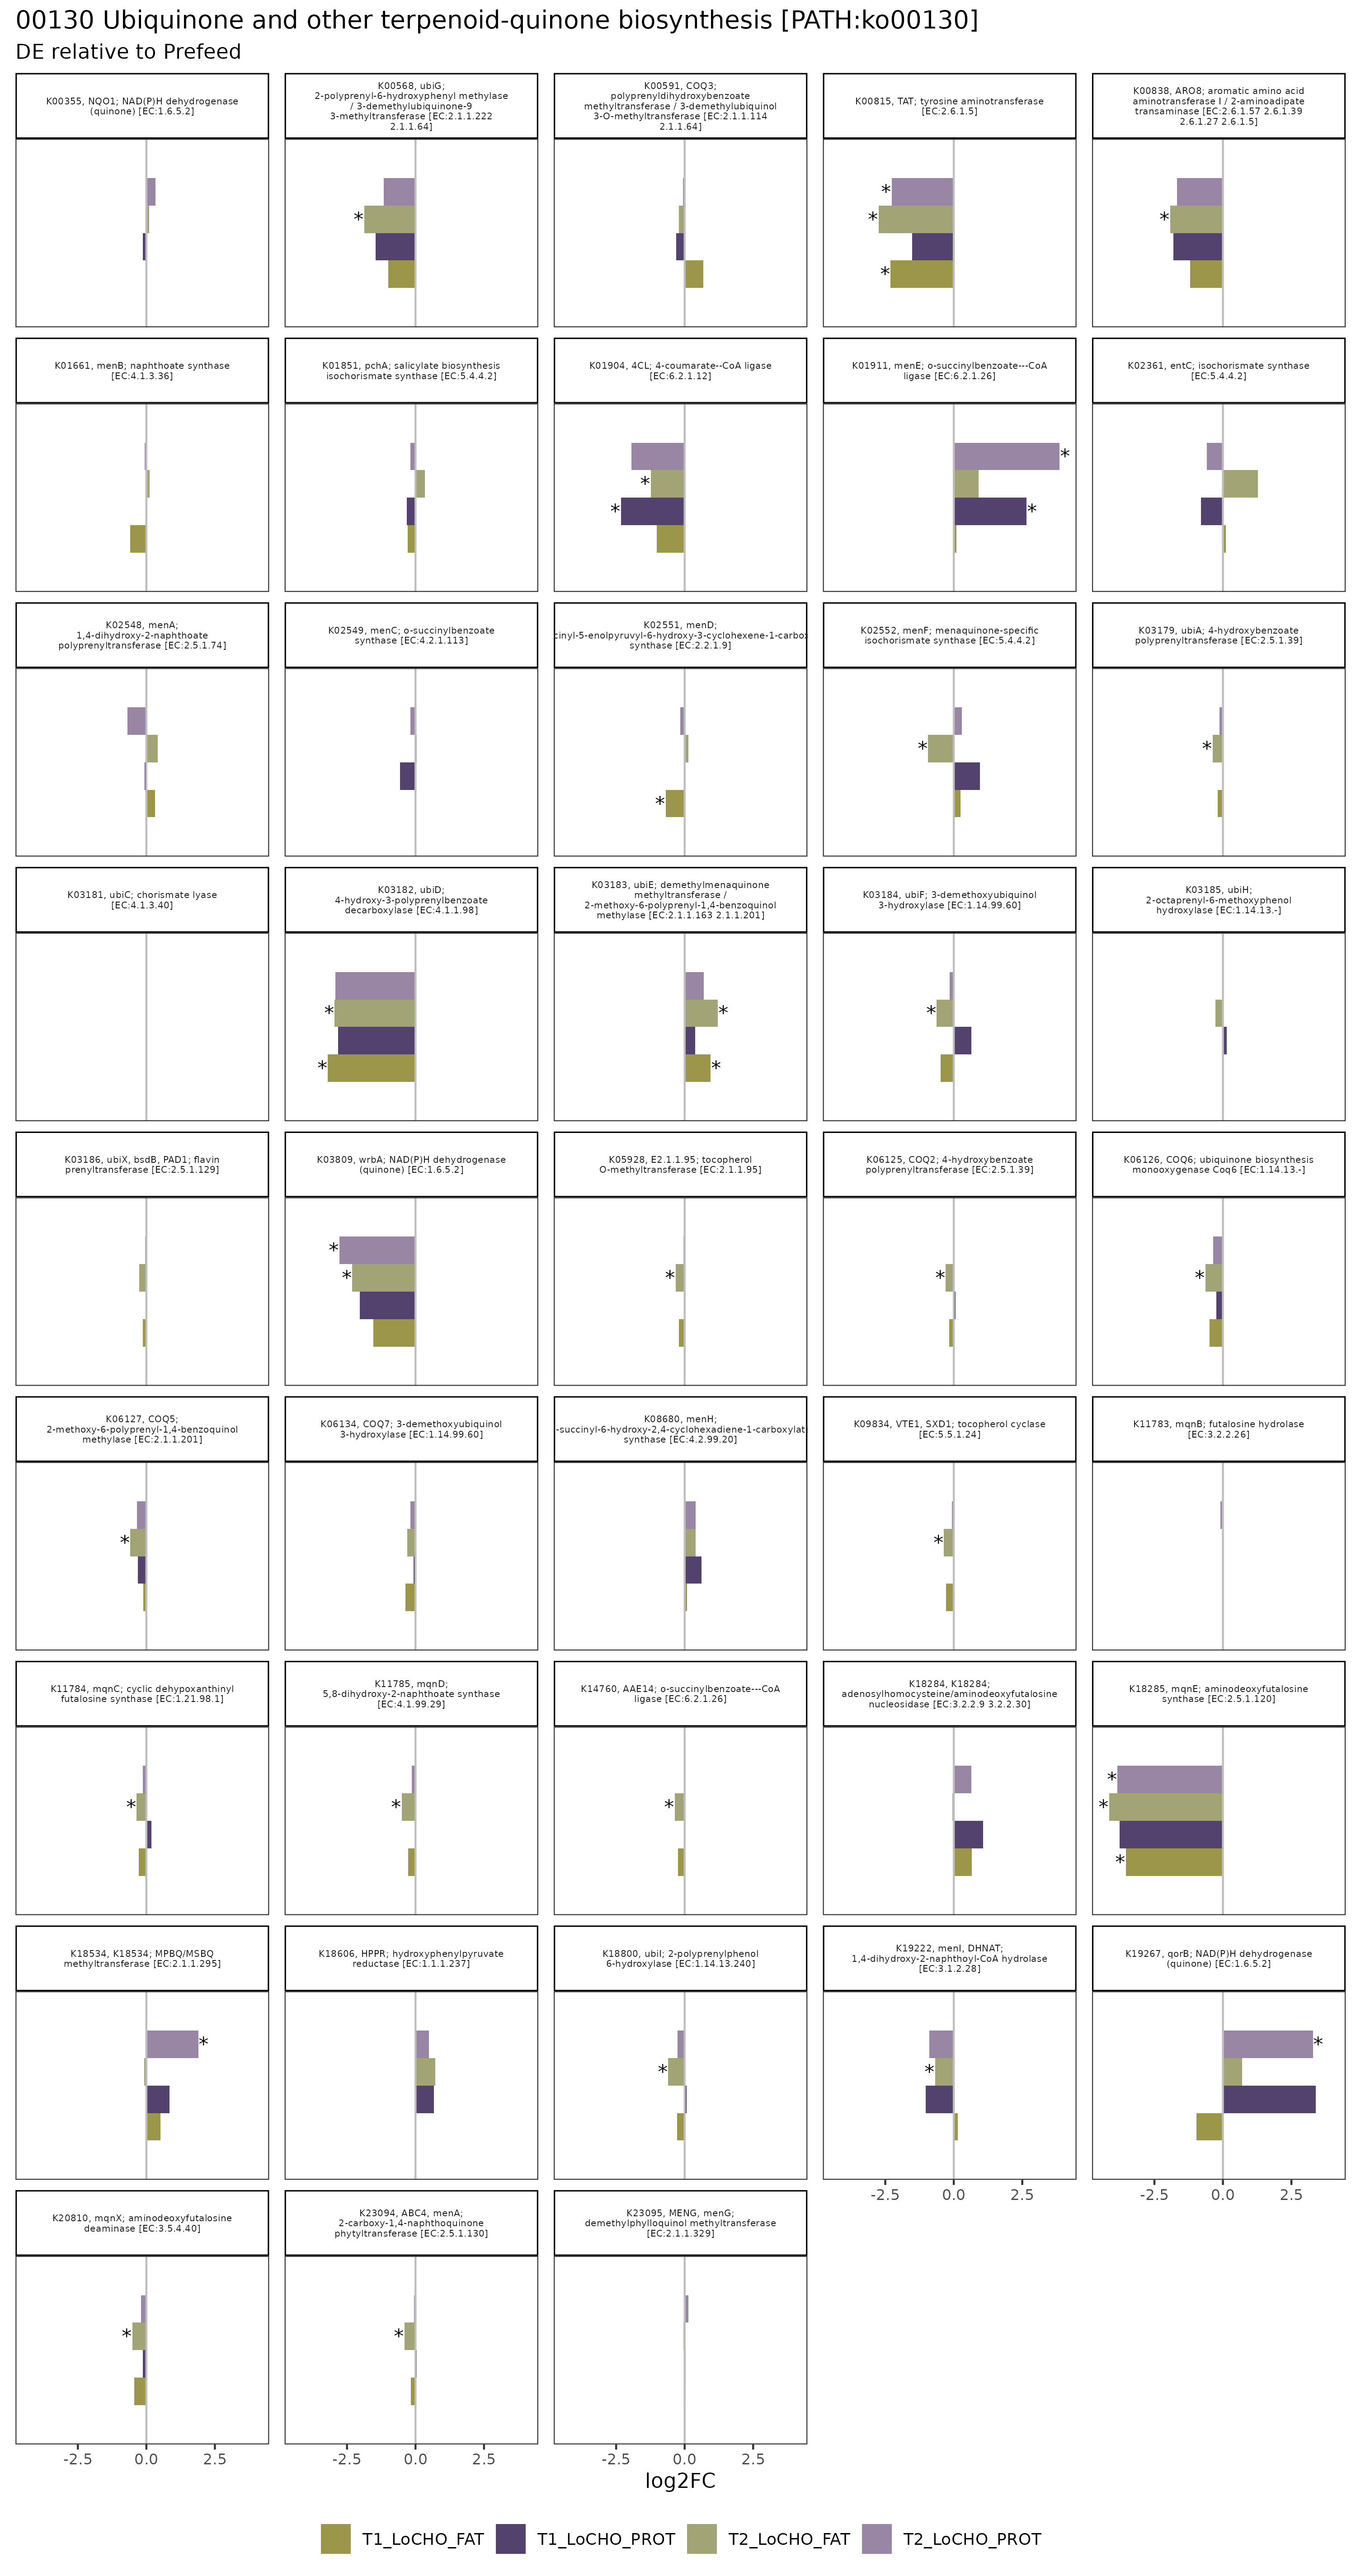 00130 Ubiquinone and other terpenoid-quinone biosynthesis [PATH:ko00130]
DE relative to Prefeed
K00355, NQO1; NAD(P)H dehydrogenase
(quinone) [EC:1.6.5.2]
K00568, ubiG;
2-polyprenyl-6-hydroxyphenyl methylase
/ 3-demethylubiquinone-9
3-methyltransferase [EC:2.1.1.222
2.1.1.64]
K00591, COQ3;
polyprenyldihydroxybenzoate
methyltransferase / 3-demethylubiquinol
3-O-methyltransferase [EC:2.1.1.114
2.1.1.64]
K00815, TAT; tyrosine aminotransferase
[EC:2.6.1.5]
K00838, ARO8; aromatic amino acid
aminotransferase I / 2-aminoadipate
transaminase [EC:2.6.1.57 2.6.1.39
2.6.1.27 2.6.1.5]
*
*
*
*
*
K01661, menB; naphthoate synthase
[EC:4.1.3.36]
K01851, pchA; salicylate biosynthesis
isochorismate synthase [EC:5.4.4.2]
K01904, 4CL; 4-coumarate--CoA ligase
[EC:6.2.1.12]
K01911, menE; o-succinylbenzoate---CoA
ligase [EC:6.2.1.26]
K02361, entC; isochorismate synthase
[EC:5.4.4.2]
*
*
*
*
K02548, menA;
1,4-dihydroxy-2-naphthoate
polyprenyltransferase [EC:2.5.1.74]
K02549, menC; o-succinylbenzoate
synthase [EC:4.2.1.113]
K02551, menD;
cinyl-5-enolpyruvyl-6-hydroxy-3-cyclohexene-1-carbox
synthase [EC:2.2.1.9]
K02552, menF; menaquinone-specific
isochorismate synthase [EC:5.4.4.2]
K03179, ubiA; 4-hydroxybenzoate
polyprenyltransferase [EC:2.5.1.39]
*
*
*
K03181, ubiC; chorismate lyase
[EC:4.1.3.40]
K03182, ubiD;
4-hydroxy-3-polyprenylbenzoate
decarboxylase [EC:4.1.1.98]
K03183, ubiE; demethylmenaquinone
methyltransferase /
2-methoxy-6-polyprenyl-1,4-benzoquinol
methylase [EC:2.1.1.163 2.1.1.201]
K03184, ubiF; 3-demethoxyubiquinol
3-hydroxylase [EC:1.14.99.60]
K03185, ubiH;
2-octaprenyl-6-methoxyphenol
hydroxylase [EC:1.14.13.-]
*
*
*
*
*
K03186, ubiX, bsdB, PAD1; flavin
prenyltransferase [EC:2.5.1.129]
K03809, wrbA; NAD(P)H dehydrogenase
(quinone) [EC:1.6.5.2]
K05928, E2.1.1.95; tocopherol
O-methyltransferase [EC:2.1.1.95]
K06125, COQ2; 4-hydroxybenzoate
polyprenyltransferase [EC:2.5.1.39]
K06126, COQ6; ubiquinone biosynthesis
monooxygenase Coq6 [EC:1.14.13.-]
*
*
*
*
*
K06127, COQ5;
2-methoxy-6-polyprenyl-1,4-benzoquinol
methylase [EC:2.1.1.201]
K06134, COQ7; 3-demethoxyubiquinol
3-hydroxylase [EC:1.14.99.60]
K08680, menH;
-succinyl-6-hydroxy-2,4-cyclohexadiene-1-carboxylat
synthase [EC:4.2.99.20]
K09834, VTE1, SXD1; tocopherol cyclase
[EC:5.5.1.24]
K11783, mqnB; futalosine hydrolase
[EC:3.2.2.26]
*
*
K11784, mqnC; cyclic dehypoxanthinyl
futalosine synthase [EC:1.21.98.1]
K11785, mqnD;
5,8-dihydroxy-2-naphthoate synthase
[EC:4.1.99.29]
K14760, AAE14; o-succinylbenzoate---CoA
ligase [EC:6.2.1.26]
K18284, K18284;
adenosylhomocysteine/aminodeoxyfutalosine
nucleosidase [EC:3.2.2.9 3.2.2.30]
K18285, mqnE; aminodeoxyfutalosine
synthase [EC:2.5.1.120]
*
*
*
*
*
*
K18534, K18534; MPBQ/MSBQ
methyltransferase [EC:2.1.1.295]
K18606, HPPR; hydroxyphenylpyruvate
reductase [EC:1.1.1.237]
K18800, ubiI; 2-polyprenylphenol
6-hydroxylase [EC:1.14.13.240]
K19222, menI, DHNAT;
1,4-dihydroxy-2-naphthoyl-CoA hydrolase
[EC:3.1.2.28]
K19267, qorB; NAD(P)H dehydrogenase
(quinone) [EC:1.6.5.2]
*
*
*
*
-2.5 0.0 2.5
-2.5 0.0 2.5
K20810, mqnX; aminodeoxyfutalosine
deaminase [EC:3.5.4.40]
K23094, ABC4, menA;
2-carboxy-1,4-naphthoquinone
phytyltransferase [EC:2.5.1.130]
K23095, MENG, menG;
demethylphylloquinol methyltransferase
[EC:2.1.1.329]
*
*
-2.5 0.0 2.5
-2.5 0.0 2.5
-2.5 0.0 2.5
log2FC
T1_LoCHO_FAT T1_LoCHO_PROT T2_LoCHO_FAT T2_LoCHO_PROT